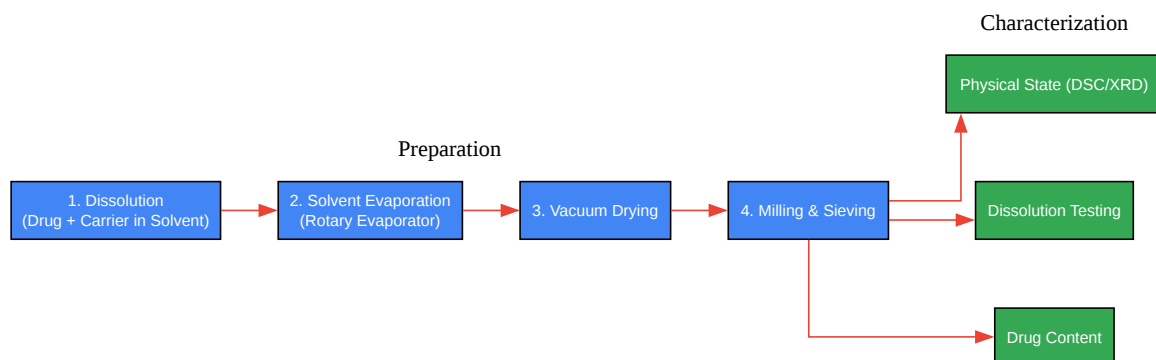 Characterization
Physical State (DSC/XRD)
Preparation
1. Dissolution
(Drug + Carrier in Solvent)
2. Solvent Evaporation
(Rotary Evaporator)
3. Vacuum Drying
4. Milling & Sieving
Dissolution Testing
Drug Content